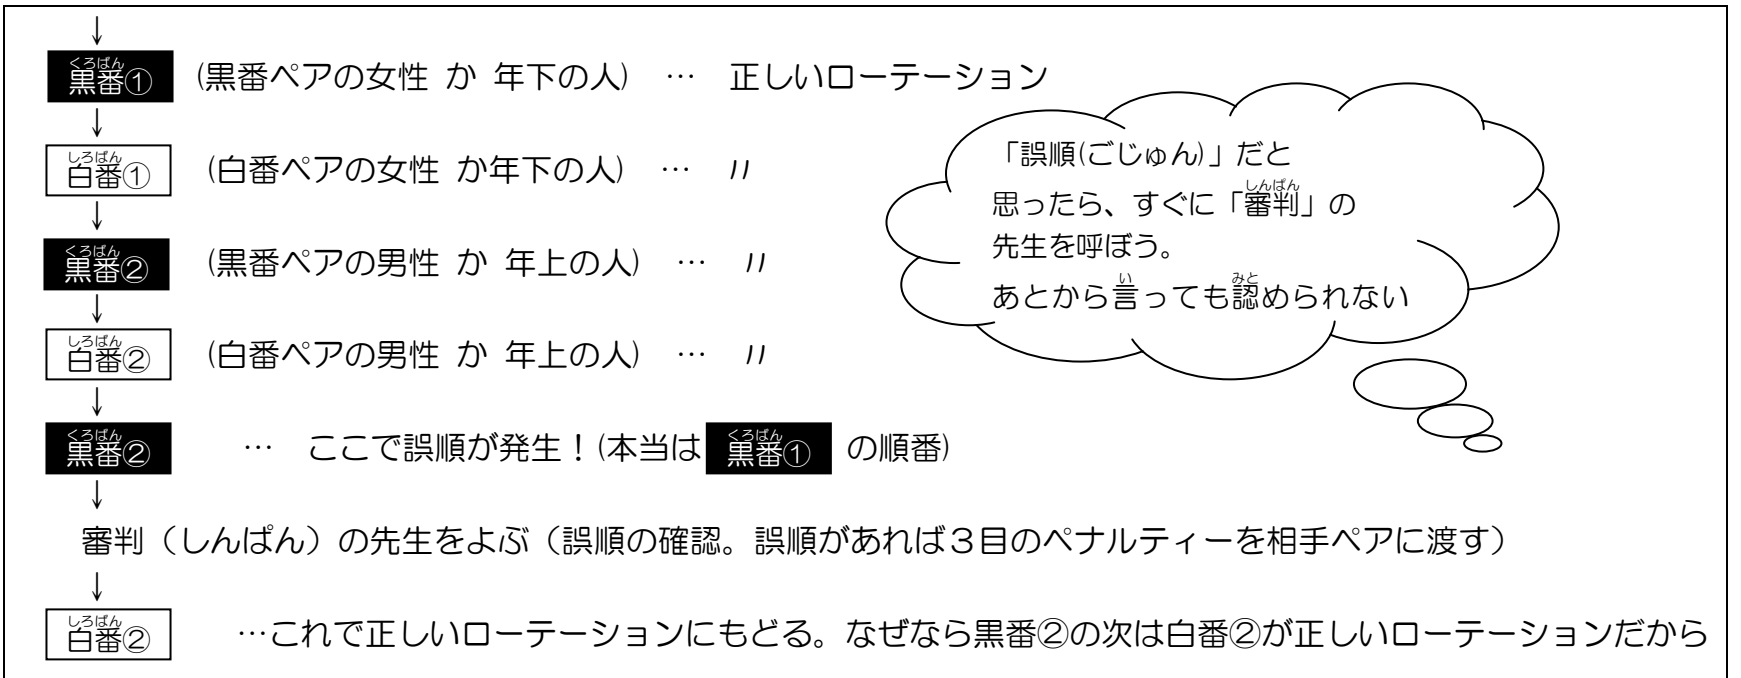 ↓
黒番① (黒番ペアの女性 か 年下の人) … 正しいローテーション
↓
白番① (白番ペアの女性 か年下の人) … 〃
↓
黒番② (黒番ペアの男性 か 年上の人) … 〃
↓
白番② (白番ペアの男性 か 年上の人) … 〃
↓
黒番② … ここで誤順が発生！(本当は 黒番① の順番)
↓
審判（しんぱん）の先生をよぶ（誤順の確認。誤順があれば３目のペナルティーを相手ペアに渡す）
↓
白番② …これで正しいローテーションにもどる。なぜなら黒番②の次は白番②が正しいローテーションだから
「誤順(ごじゅん)」だと
思ったら、すぐに「審判」の
先生を呼ぼう。
あとから言っても認められない